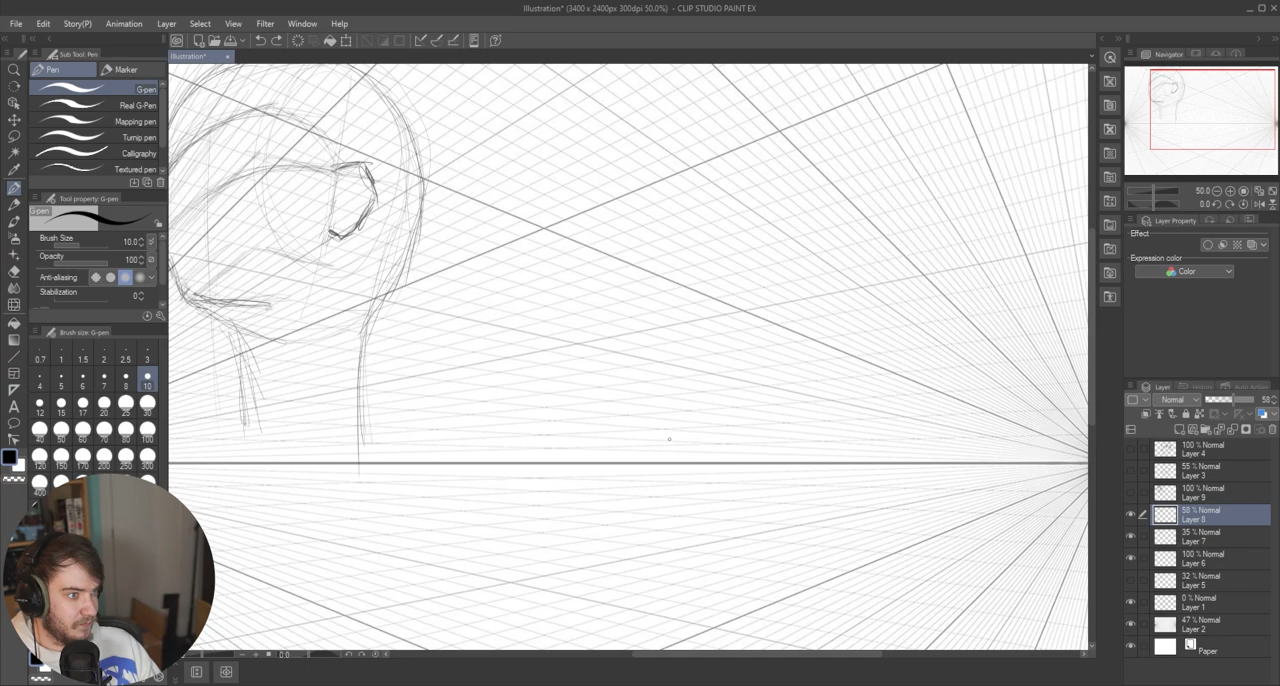 Illustration* (3400 x 2400px 300dpi 50.0%) - CLIP STUDIO PAINT EX
File Edit Story(P) Animation Layer Select View Filter Window Help
Sub Tool: Pen
Illustration*
Navigator
Pen Marker
G-pen
Real G-Pen
Mapping pen
Turnip pen
Calligraphy
Textured pen
Tool property: G-pen
G-pen
Brush Size 10.0
Opacity 100
Anti-aliasing
Stabilization 0
Brush size: G-pen
0.7 1 1.5 2 2.5 3
4 5 6 7 8 10
12 15 17 20 25 30
40 50 60 70 80 100
120 150 170 200 250 300
400
50.0
0.0
Layer Property
Effect
Expression color
Color
Layer History Auto Action
Normal 58
100 % Normal
Layer 4
55 % Normal
Layer 3
100 % Normal
Layer 9
58 % Normal
Layer 8
35 % Normal
Layer 7
100 % Normal
Layer 6
32 % Normal
Layer 5
0 % Normal
Layer 1
47 % Normal
Layer 2
Paper
0.0